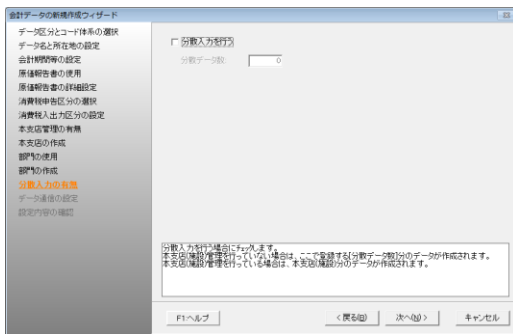 会計データの新規作成ウィザード
データ区分とコード体系の選択
データ名と所在地の設定
会計期間等の設定
原価報告書の使用
原価報告書の詳細設定
消費税申告区分の選択
消費税入出力区分の設定
本支店管理の有無
本支店の作成
部門の使用
部門の作成
分散入力の有無
データ通信の設定
設定内容の確認
分散入力を行う
分散データ数: 0
分散入力を行う場合にチェックします。
本支店(施設)管理を行っていない場合は、ここで登録する[分散データ数]分のデータが作成されます。
本支店(施設)管理を行っている場合は、本支店(施設)分のデータが作成されます。
F1:ヘルプ
< 戻る(B) 次へ(N) > キャンセル